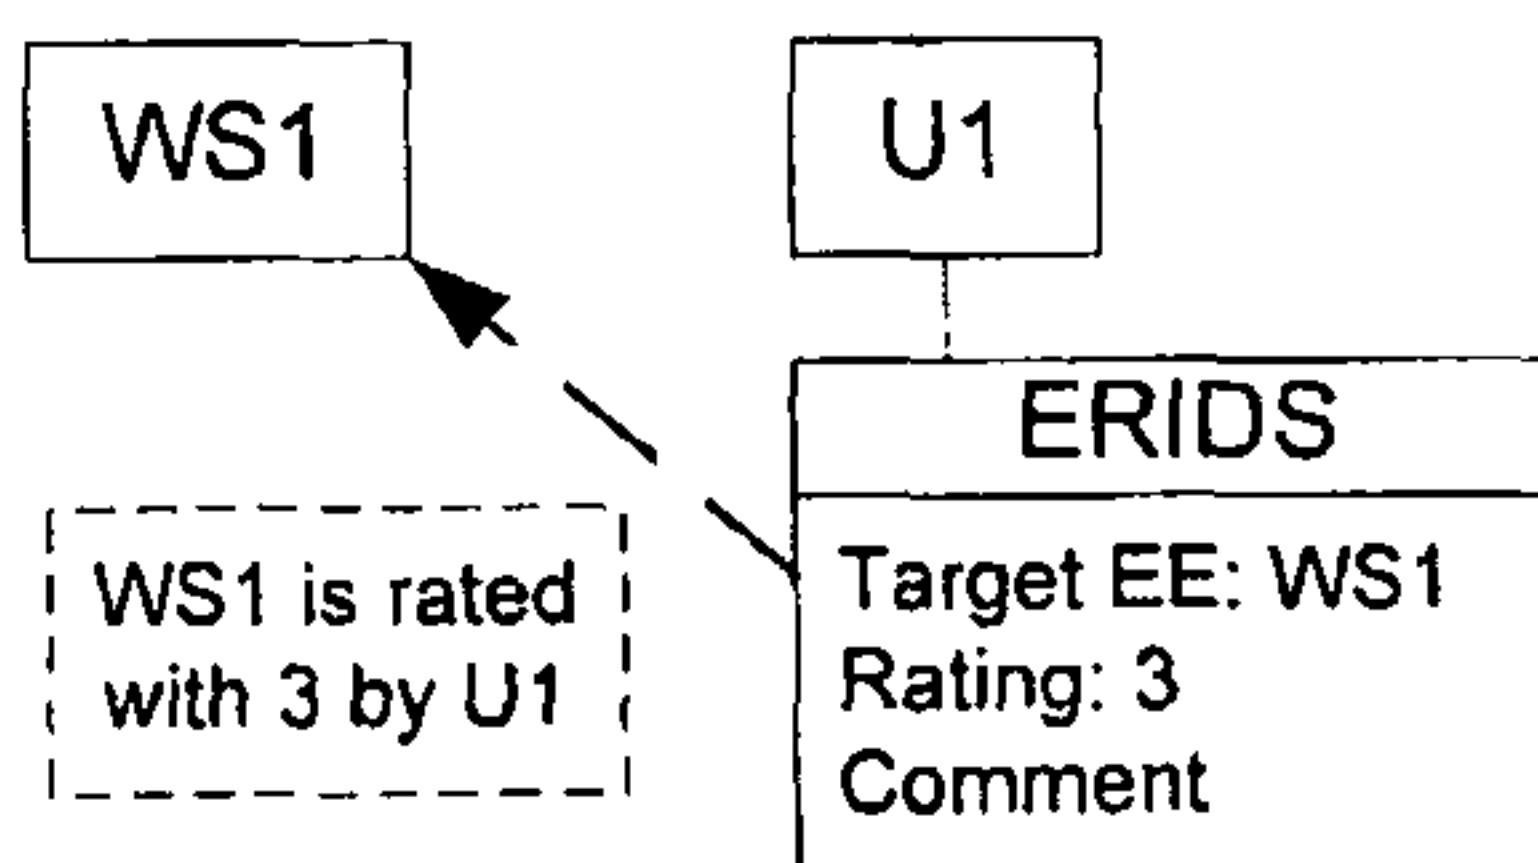 WS1
U1
ERIDS
Target EE: WS1
Rating: 3
Comment
WS1 is rated
with 3 by U1